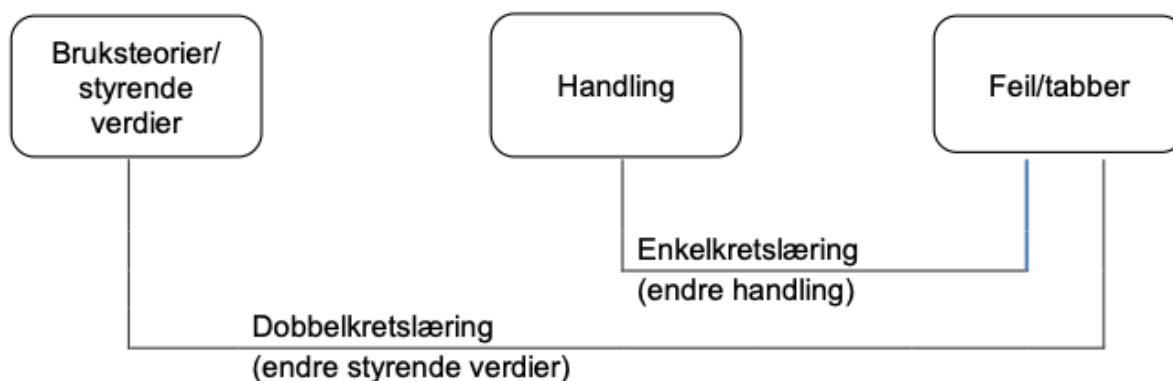 Bruksteorier/
styrende
verdier
Handling
Feil/tabber
Enkelkretslæring
(endre handling)
Dobbelkretslæring
(endre styrende verdier)